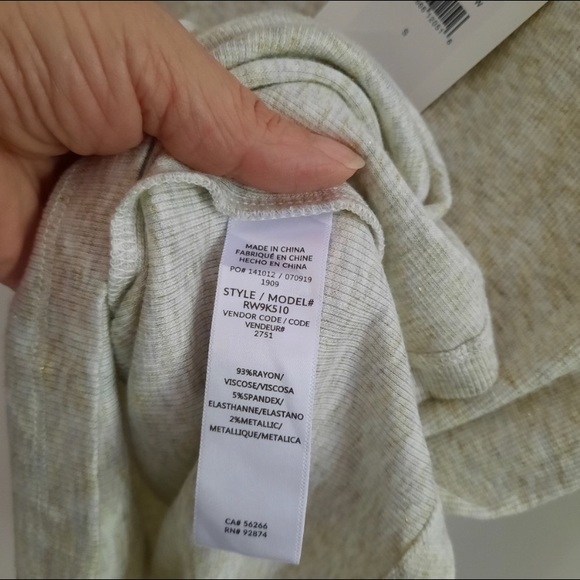 MADE IN CHINA
FABRIQUÉ EN CHINE
HECHO EN CHINA
PO# 141012 / 070919
1909
STYLE / MODEL#
RW9K510
VENDOR CODE / CODE
VENDEUR#
2751
93%RAYON/
VISCOSE/VISCOSA
5%SPANDEX/
ELASTHANNE/ELASTANO
2%METALLIC/
METALLIQUE/METALICA
CA# 56266
RN# 92874